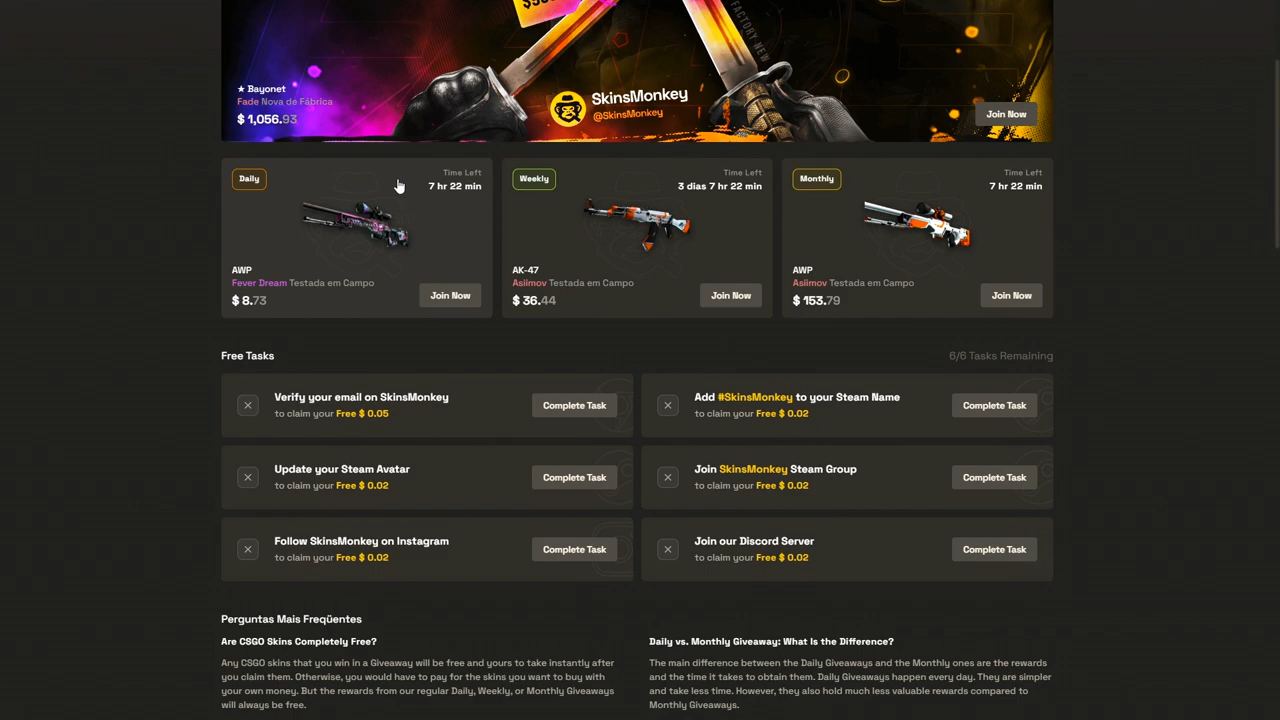 FACTORY NEW
★ Bayonet
Fade Nova de Fábrica
$ 1,056.93
SkinsMonkey
@SkinsMonkey
Join Now
Daily
Time Left
7 hr 22 min
AWP
Fever Dream Testada em Campo
$ 8.73
Join Now
Weekly
Time Left
3 dias 7 hr 22 min
AK-47
Asiimov Testada em Campo
$ 36.44
Join Now
Monthly
Time Left
7 hr 22 min
AWP
Asiimov Testada em Campo
$ 153.79
Join Now
Free Tasks
6/6 Tasks Remaining
Verify your email on SkinsMonkey
to claim your Free $ 0.05
Complete Task
Add #SkinsMonkey to your Steam Name
to claim your Free $ 0.02
Complete Task
Update your Steam Avatar
to claim your Free $ 0.02
Complete Task
Join SkinsMonkey Steam Group
to claim your Free $ 0.02
Complete Task
Follow SkinsMonkey on Instagram
to claim your Free $ 0.02
Complete Task
Join our Discord Server
to claim your Free $ 0.02
Complete Task
Perguntas Mais Freqüentes
Are CSGO Skins Completely Free?
Any CSGO skins that you win in a Giveaway will be free and yours to take instantly after
you claim them. Otherwise, you would have to pay for the skins you want to buy with
your own money. But the rewards from our regular Daily, Weekly, or Monthly Giveaways
will always be free.
Daily vs. Monthly Giveaway: What Is the Difference?
The main difference between the Daily Giveaways and the Monthly ones are the rewards
and the time it takes to obtain them. Daily Giveaways happen every day. They are simpler
and take less time. However, they also hold much less valuable rewards compared to
Monthly Giveaways.